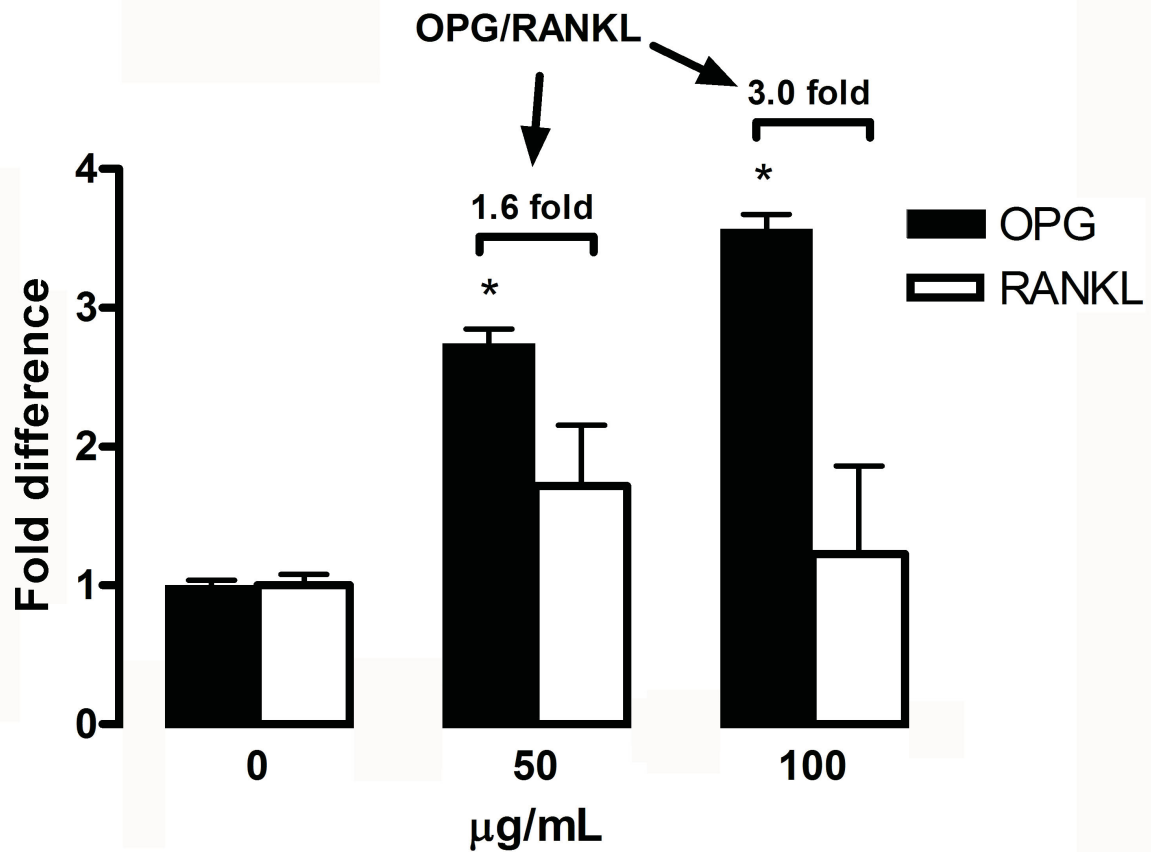 OPG/RANKL
3.0 fold
*
1.6 fold
*
OPG
RANKL
Fold difference
4
3
2
1
0
0 50 100
μg/mL